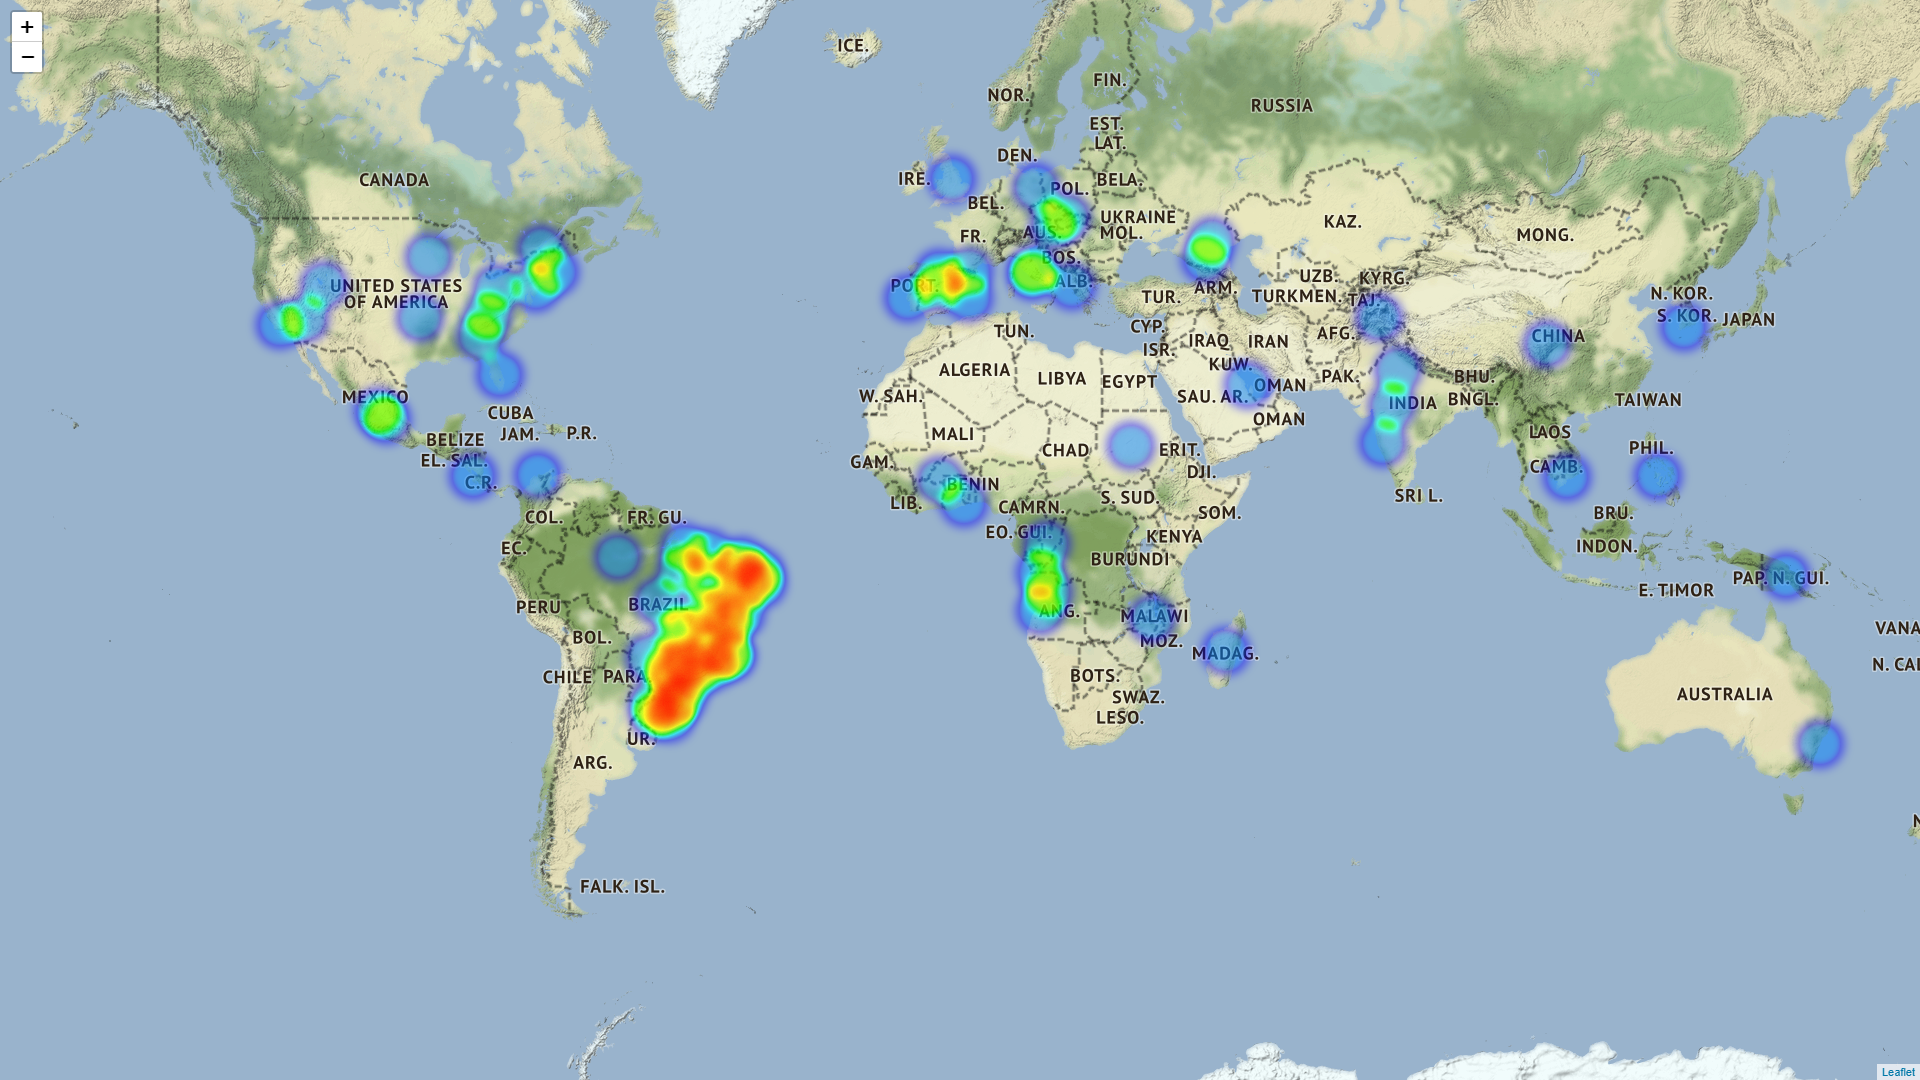 +
−
ICE.
FIN.
NOR.
RUSSIA
EST.
LAT.
DEN.
CANADA
IRE.
POL.
BELA.
BEL.
UKRAINE
KAZ.
FR.
AUS.
MOL.
MONG.
BOS.
UNITED STATES
OF AMERICA
PORT.
ALB.
ARM.
UZB.
KYRG.
TUR.
TURKMEN.
TAJ.
N. KOR.
S. KOR.
JAPAN
TUN.
CYP.
ISR.
IRAQ
IRAN
AFG.
CHINA
ALGERIA
LIBYA
EGYPT
KUW.
OMAN
PAK.
BHU.
MEXICO
W. SAH.
SAU. AR.
INDIA
BNGL.
TAIWAN
CUBA
JAM.
P.R.
OMAN
BELIZE
EL. SAL.
MALI
CHAD
ERIT.
LAOS
PHIL.
C.R.
GAM.
BENIN
DJI.
CAMB.
LIB.
CAMRN.
S. SUD.
SRI L.
COL.
FR. GU.
SOM.
BRU.
EC.
EQ. GUI.
KENYA
INDON.
BURUNDI
PERU
BRAZIL
ANG.
MALAWI
E. TIMOR
PAP. N. GUI.
BOL.
MOZ.
MADAG.
VANA
N. CAL
CHILE
PARA.
BOTS.
SWAZ.
LESO.
AUSTRALIA
UR.
ARG.
N
FALK. ISL.
Leaflet